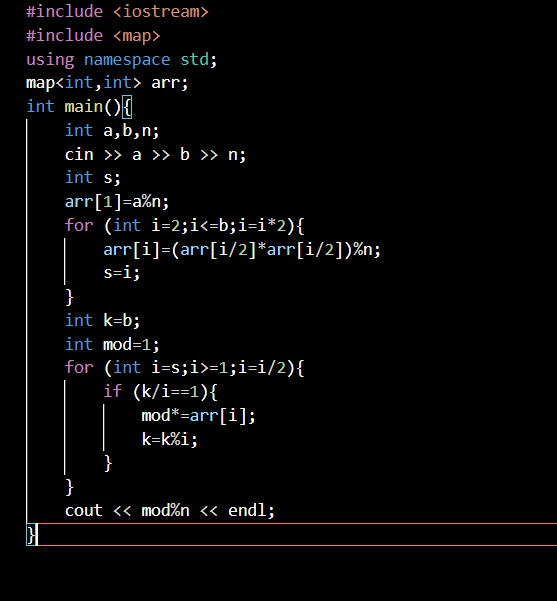 #include <iostream>
#include <map>
using namespace std;
map<int,int> arr;
int main(){
    int a,b,n;
    cin >> a >> b >> n;
    int s;
    arr[1]=a%n;
    for (int i=2;i<=b;i=i*2){
        arr[i]=(arr[i/2]*arr[i/2])%n;
        s=i;
    }
    int k=b;
    int mod=1;
    for (int i=s;i>=1;i=i/2){
        if (k/i==1){
            mod*=arr[i];
            k=k%i;
        }
    }
    cout << mod%n << endl;
}